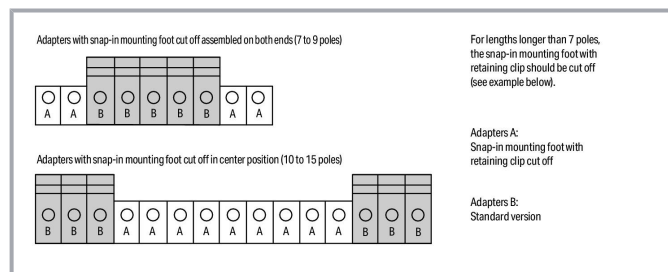 Adapters with snap-in mounting foot cut off assembled on both ends (7 to 9 poles)
A A B B B B B A A
Adapters with snap-in mounting foot cut off in center position (10 to 15 poles)
B B B A A A A A A A A A B B B
For lengths longer than 7 poles,
the snap-in mounting foot with
retaining clip should be cut off
(see example below).
Adapters A:
Snap-in mounting foot with
retaining clip cut off
Adapters B:
Standard version